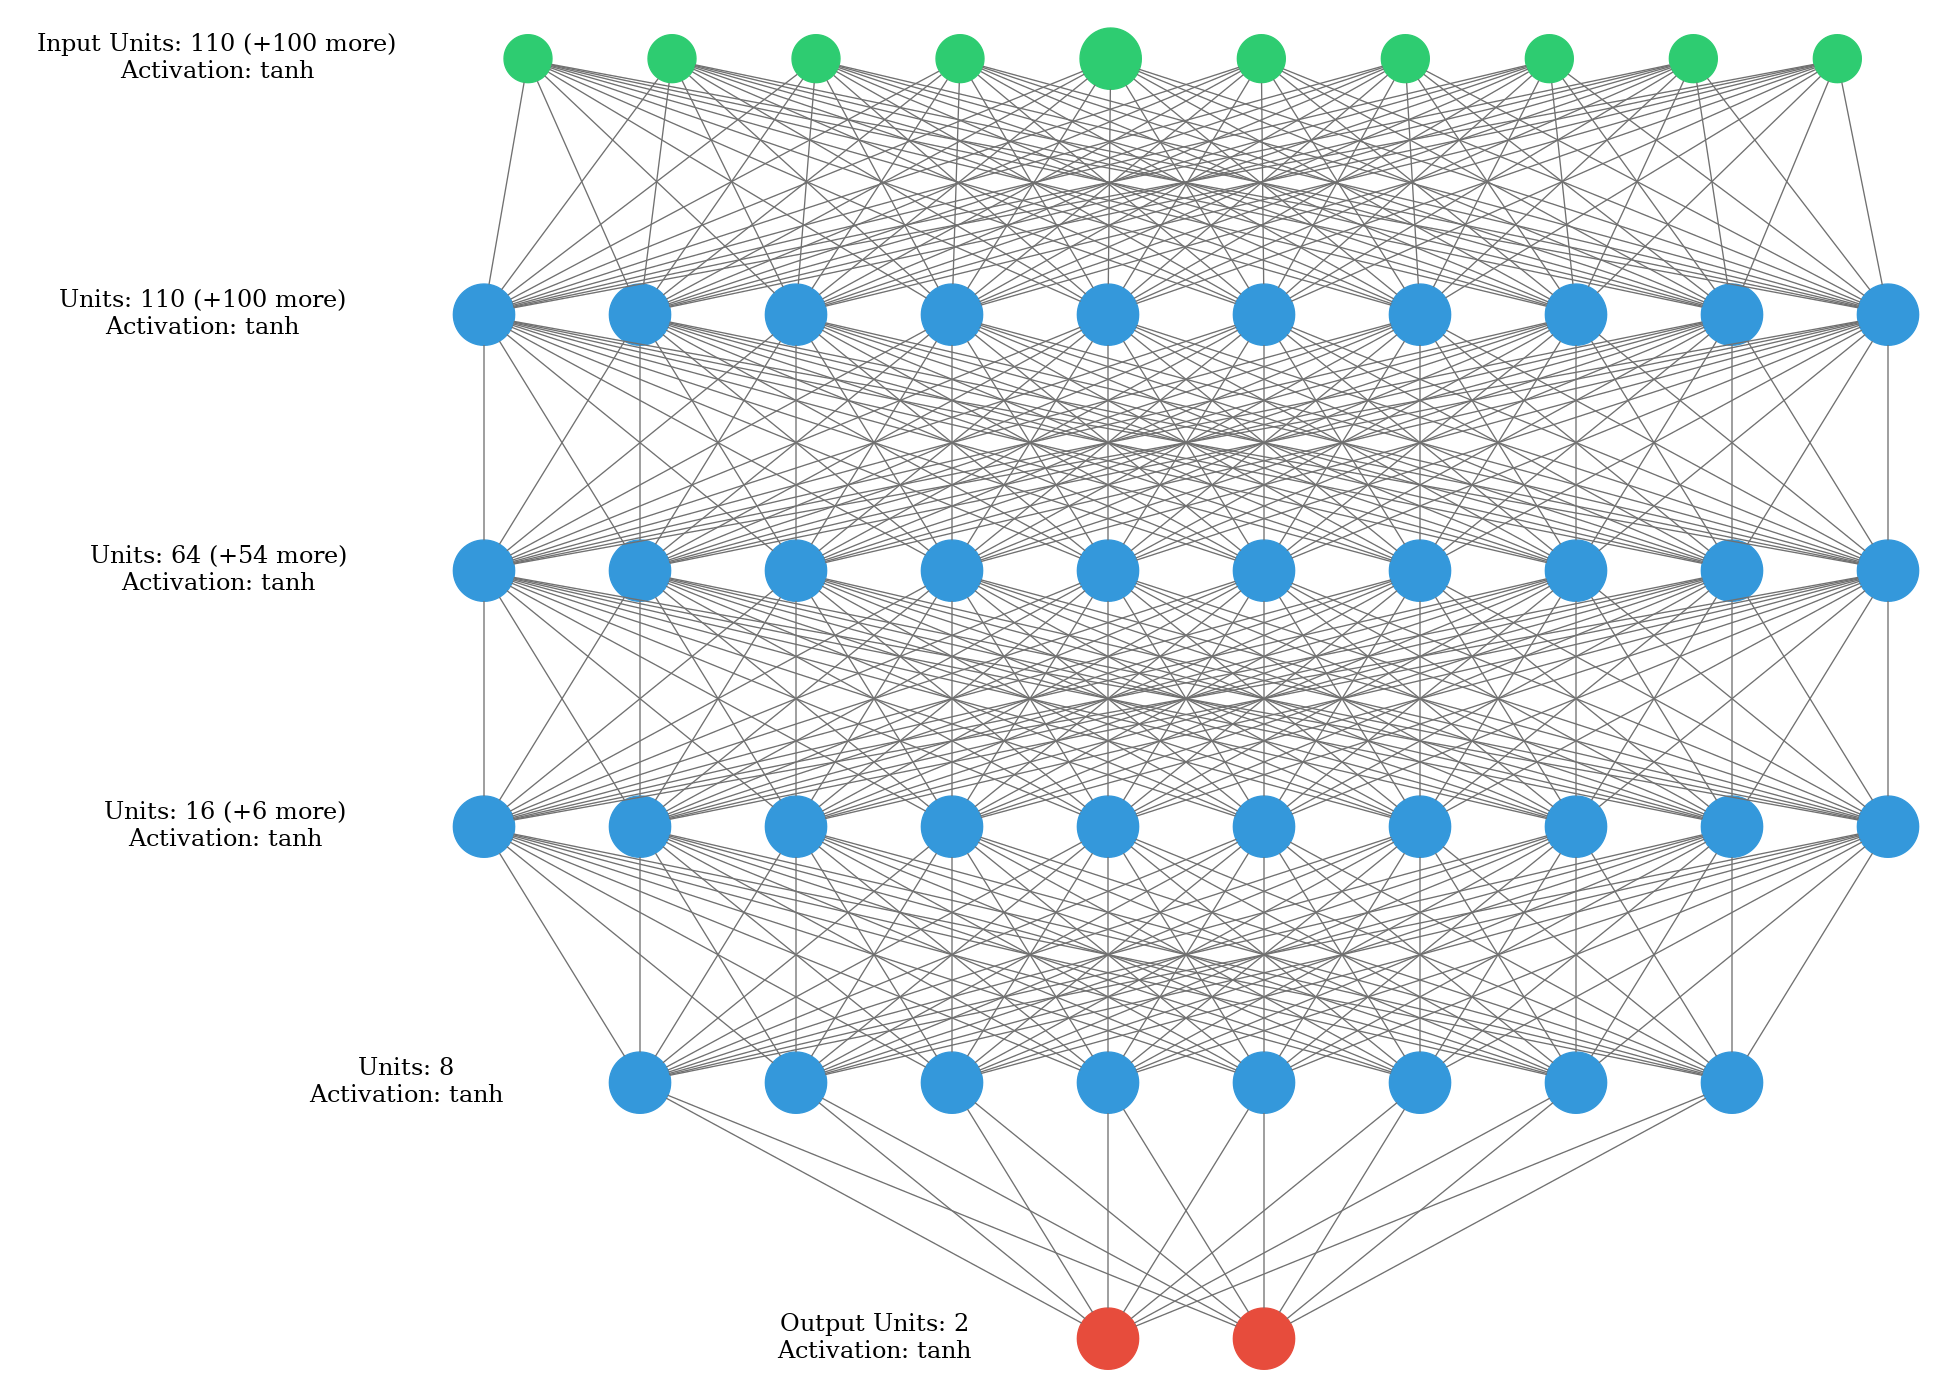 Input Units: 110 (+100 more)
Activation: tanh
Units: 110 (+100 more)
Activation: tanh
Units: 64 (+54 more)
Activation: tanh
Units: 16 (+6 more)
Activation: tanh
Units: 8
Activation: tanh
Output Units: 2
Activation: tanh